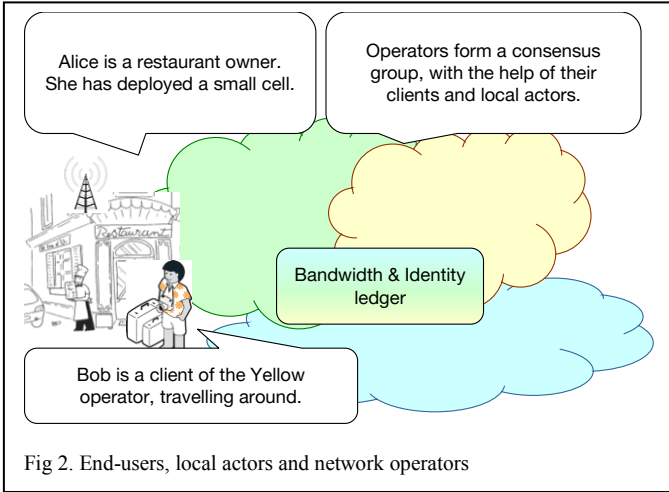 Alice is a restaurant owner.
She has deployed a small cell.
Operators form a consensus
group, with the help of their
clients and local actors.
Restaurant
Bandwidth & Identity
ledger
Bob is a client of the Yellow
operator, travelling around.
Fig 2. End-users, local actors and network operators